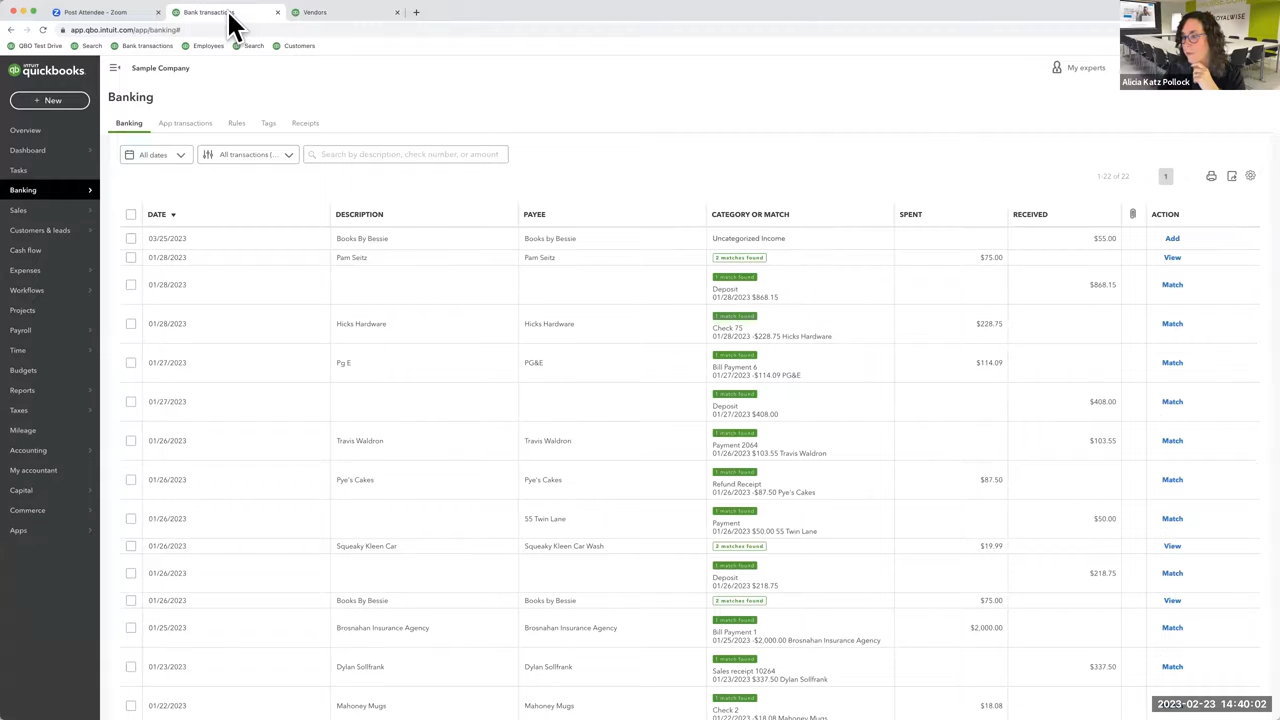 Post Attendee – Zoom
Bank transactions
Vendors
app.qbo.intuit.com/app/banking#
QBO Test Drive
Search
Bank transactions
Employees
Search
Customers
ROYALWISE
Alicia Katz Pollock
INTUIT
quickbooks
Sample Company
My experts
+ New
Overview
Dashboard
Tasks
Banking
Sales
Customers & leads
Cash flow
Expenses
Workflows
Projects
Payroll
Time
Budgets
Reports
Taxes
Mileage
Accounting
My accountant
Capital
Commerce
Apps
Banking
Banking App transactions Rules Tags Receipts
All dates All transactions (... Search by description, check number, or amount
1-22 of 22 1
DATE DESCRIPTION PAYEE CATEGORY OR MATCH SPENT RECEIVED ACTION
03/25/2023 Books By Bessie Books by Bessie Uncategorized Income $55.00 Add
01/28/2023 Pam Seitz Pam Seitz 2 matches found $75.00 View
1 match found
01/28/2023 Deposit $868.15 Match
01/28/2023 $868.15
1 match found
01/28/2023 Hicks Hardware Hicks Hardware Check 75 $228.75 Match
01/28/2023 -$228.75 Hicks Hardware
1 match found
01/27/2023 Pg E PG&E Bill Payment 6 $114.09 Match
01/27/2023 -$114.09 PG&E
1 match found
01/27/2023 Deposit $408.00 Match
01/27/2023 $408.00
1 match found
01/26/2023 Travis Waldron Travis Waldron Payment 2064 $103.55 Match
01/26/2023 $103.55 Travis Waldron
1 match found
01/26/2023 Pye's Cakes Pye's Cakes Refund Receipt $87.50 Match
01/26/2023 -$87.50 Pye's Cakes
1 match found
01/26/2023 55 Twin Lane Payment $50.00 Match
01/26/2023 $50.00 55 Twin Lane
01/26/2023 Squeaky Kleen Car Squeaky Kleen Car Wash 2 matches found $19.99 View
1 match found
01/26/2023 Deposit $218.75 Match
01/26/2023 $218.75
01/26/2023 Books By Bessie Books by Bessie 2 matches found $75.00 View
1 match found
01/25/2023 Brosnahan Insurance Agency Brosnahan Insurance Agency Bill Payment 1 $2,000.00 Match
01/25/2023 -$2,000.00 Brosnahan Insurance Agency
1 match found
01/23/2023 Dylan Sollfrank Dylan Sollfrank Sales receipt 10264 $337.50 Match
01/23/2023 $337.50 Dylan Sollfrank
1 match found
01/22/2023 Mahoney Mugs Mahoney Mugs Check 2 $18.08
01/22/2023 -$18.08 Mahoney Mugs
2023-02-23 14:40:02